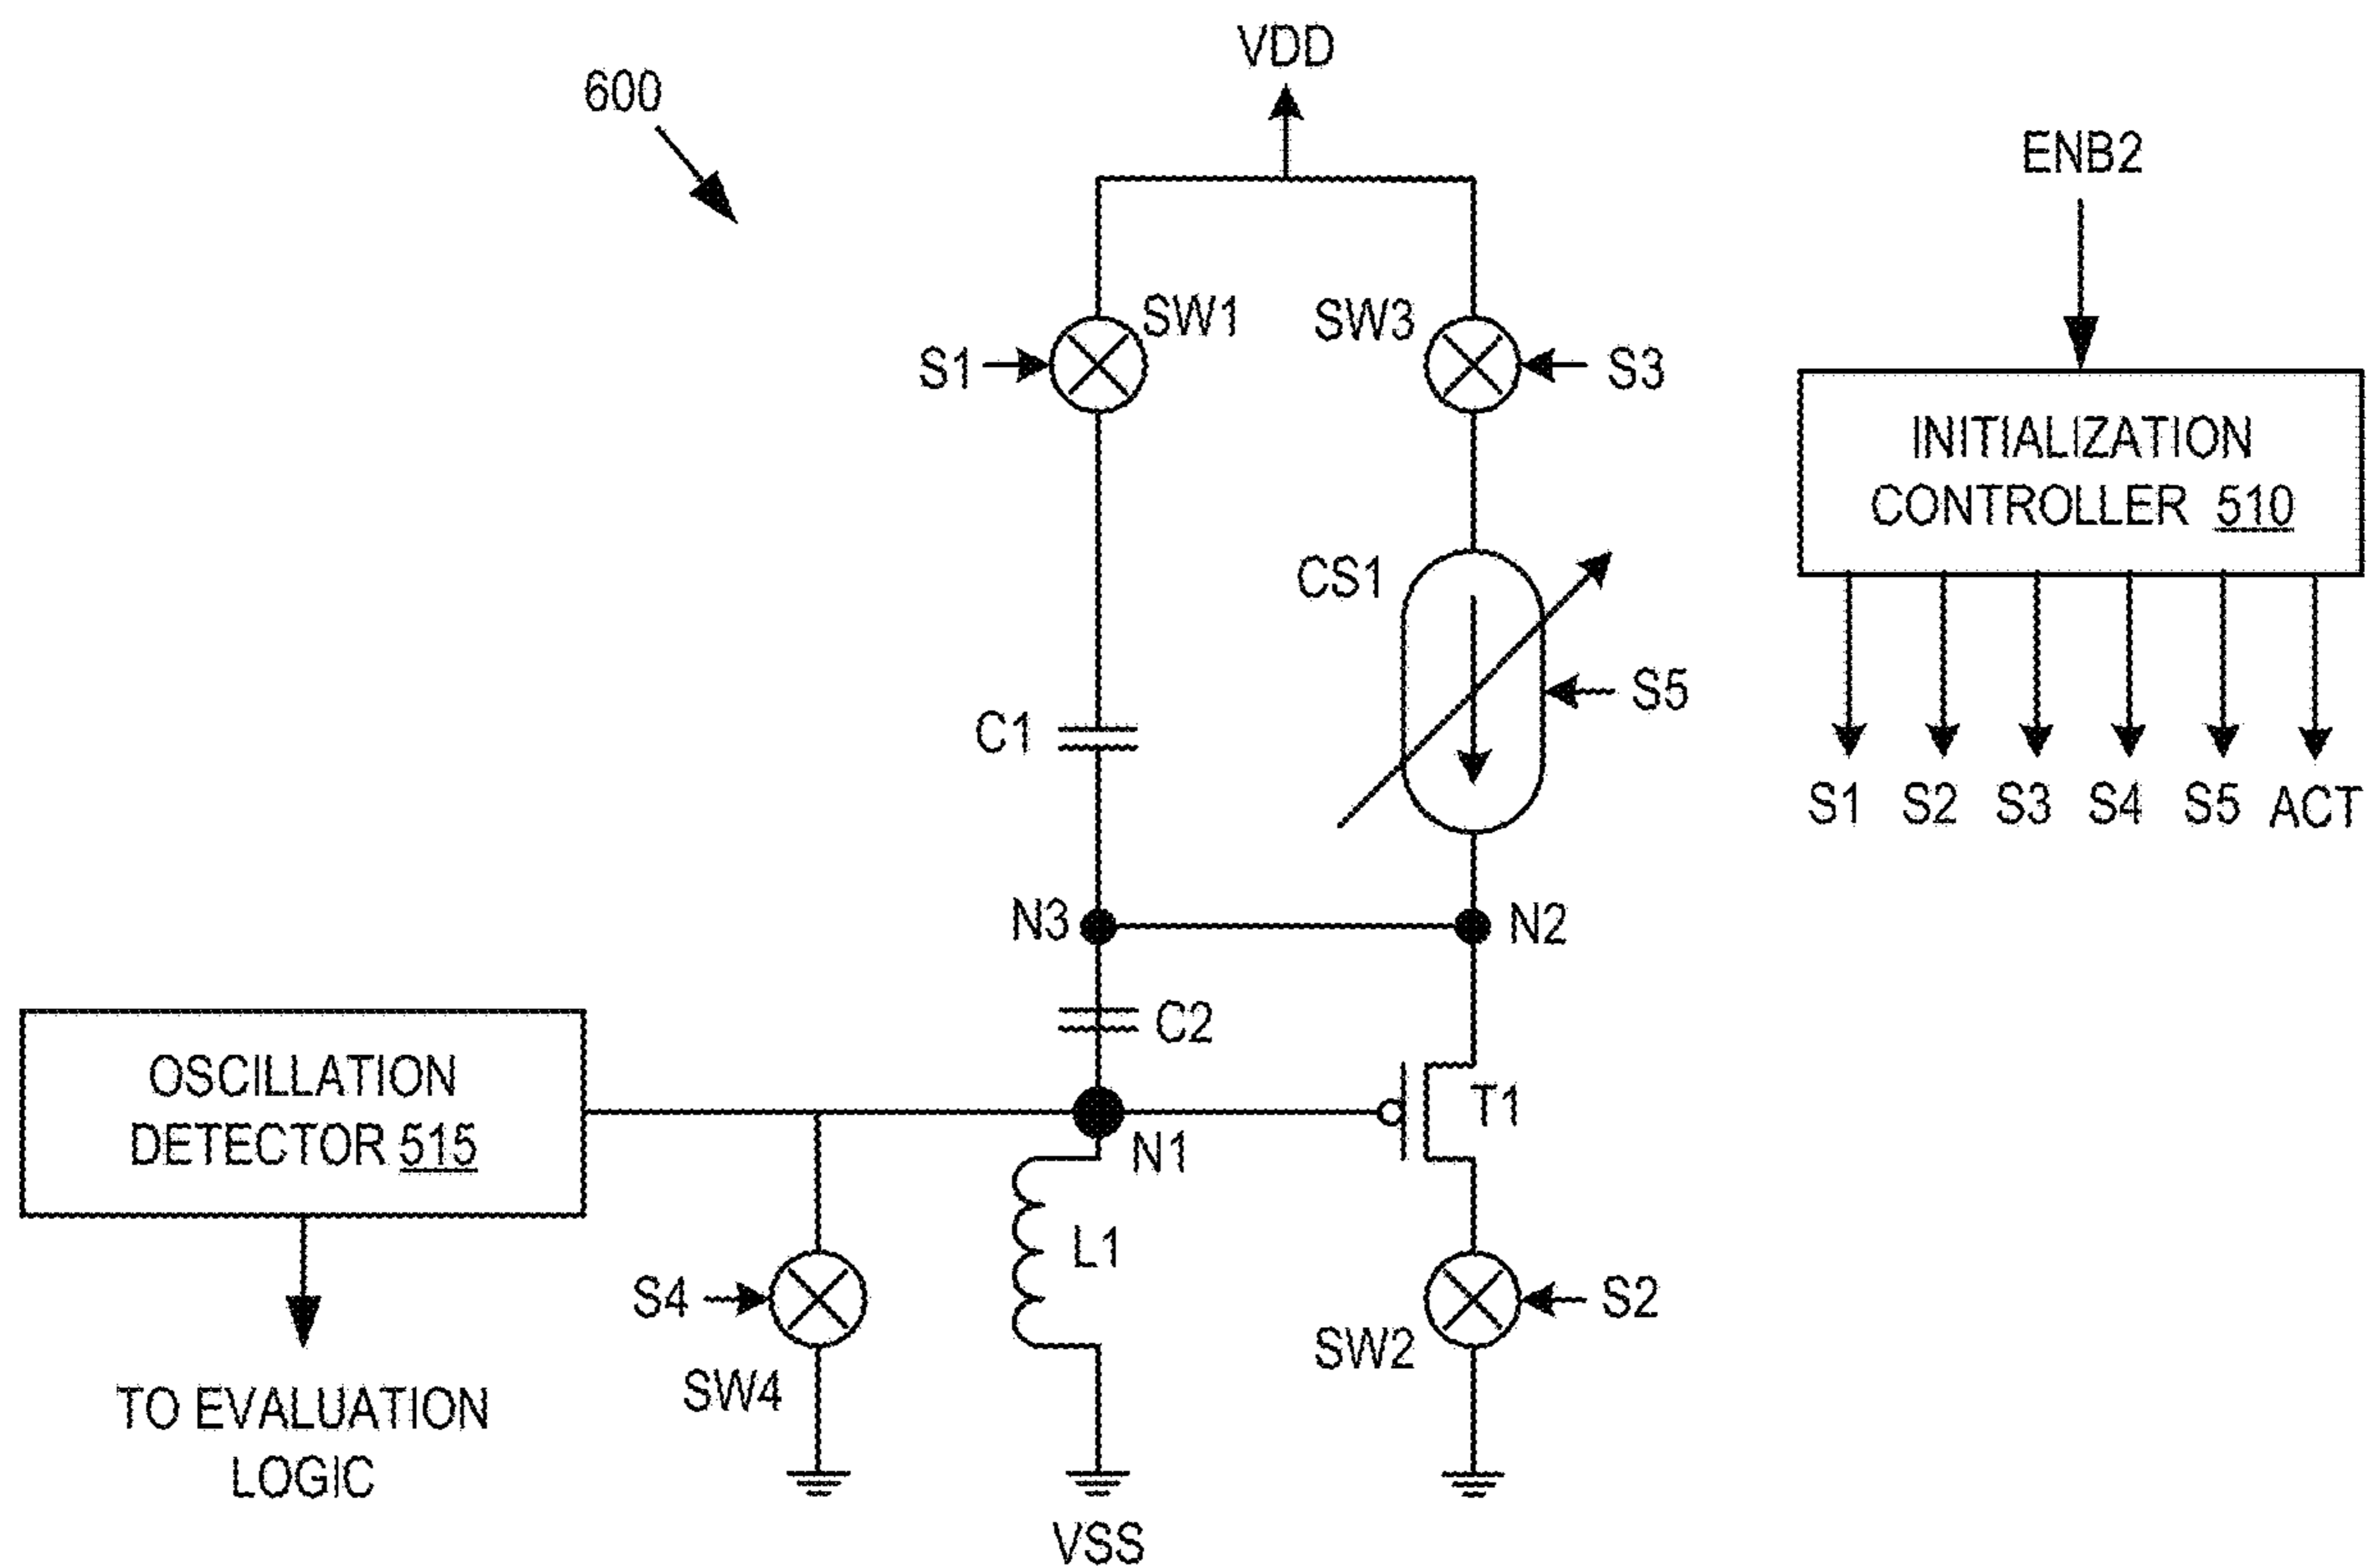 VDD
600
ENB2
SW1
SW3
S1
S3
INITIALIZATION
CONTROLLER 510
CS1
S5
C1
S1 S2 S3 S4 S5 ACT
N3
N2
C2
OSCILLATION
DETECTOR 515
T1
N1
L1
S4
S2
SW2
SW4
TO EVALUATION
LOGIC
VSS